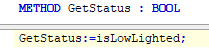 METHOD GetStatus : BOOL
GetStatus:=isLowLighted;